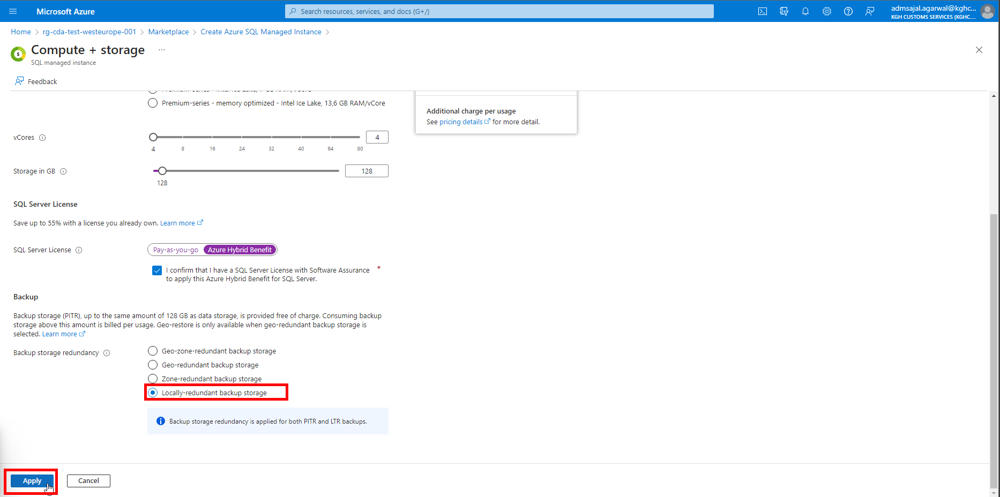 Microsoft Azure
Search resources, services, and docs (G+/)
admsajal.agarwal@kghc...
KGH CUSTOMS SERVICES (KGHC....
Home > rg-cda-test-westeurope-001 > Marketplace > Create Azure SQL Managed Instance >
Compute + storage ...
SQL managed instance
Feedback
Premium-series - memory optimized - Intel Ice Lake, 13,6 GB RAM/vCore
Additional charge per usage
See pricing details for more detail.
vCores
4
4 8 16 24 32 40 64 80
Storage in GB
128
128
SQL Server License
Save up to 55% with a license you already own. Learn more
SQL Server License
Pay-as-you-go Azure Hybrid Benefit
I confirm that I have a SQL Server License with Software Assurance *
to apply this Azure Hybrid Benefit for SQL Server.
Backup
Backup storage (PITR), up to the same amount of 128 GB as data storage, is provided free of charge. Consuming backup
storage above this amount is billed per usage. Geo-restore is only available when geo-redundant backup storage is
selected. Learn more
Backup storage redundancy
Geo-zone-redundant backup storage
Geo-redundant backup storage
Zone-redundant backup storage
Locally-redundant backup storage
Backup storage redundancy is applied for both PITR and LTR backups.
Apply
Cancel